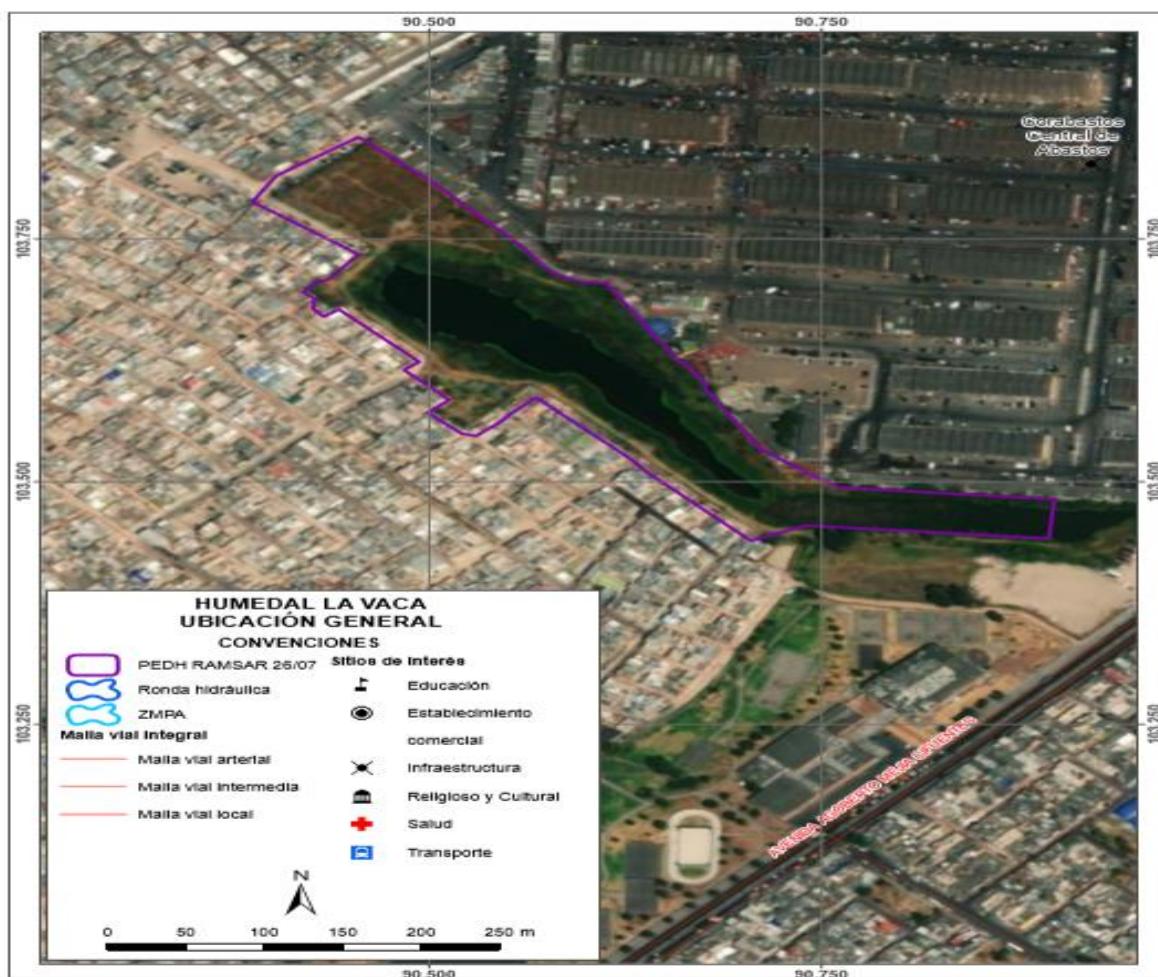 90.500
90.750
Corabastos
Central de
Abastos
103.750
103.750
103.500
103.500
103.250
103.250
HUMEDAL LA VACA
UBICACIÓN GENERAL
CONVENCIONES
PEDH RAMSAR 26/07
Ronda hidráulica
ZMPA
Malla vial integral
Malla vial arterial
Malla vial intermedia
Malla vial local
Sitios de interés
Educación
Establecimiento
comercial
Infraestructura
Religioso y Cultural
Salud
Transporte
N
0 50 100 150 200 250 m
90.500
90.750